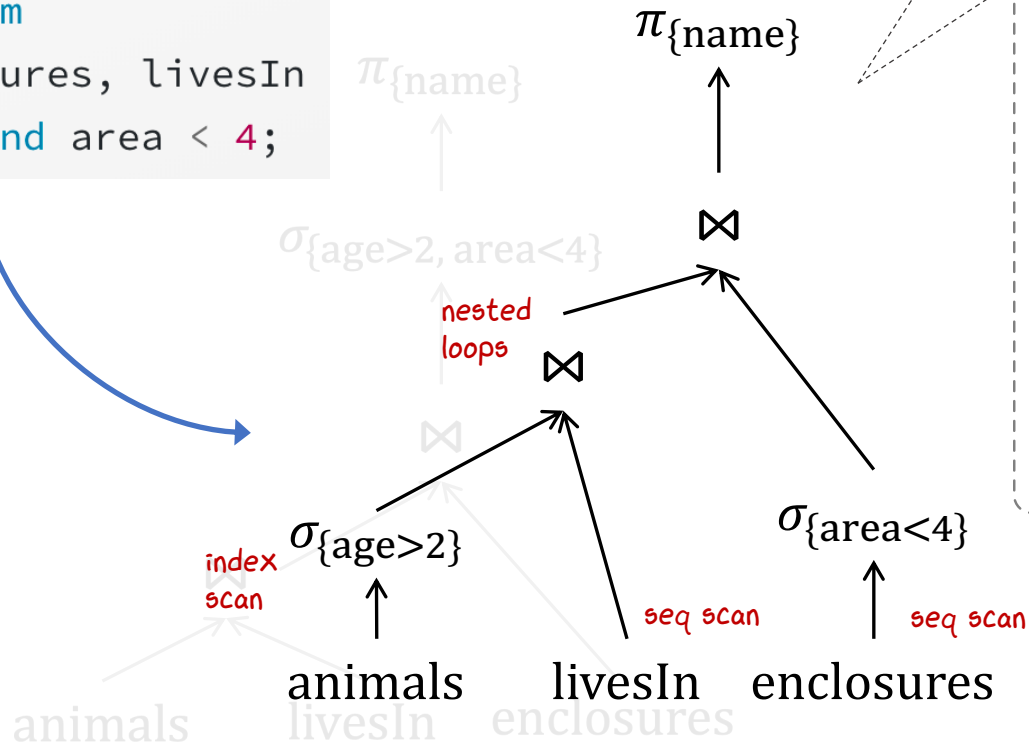 m
ures, livesIn
nd area < 4;
π{name}
π{name}
⋈
σ{age>2, area<4}
nested
loops
⋈
⋈
σ{age>2}
σ{area<4}
index
scan
⋈
seq scan
seq scan
animals livesIn enclosures
animals livesIn enclosures